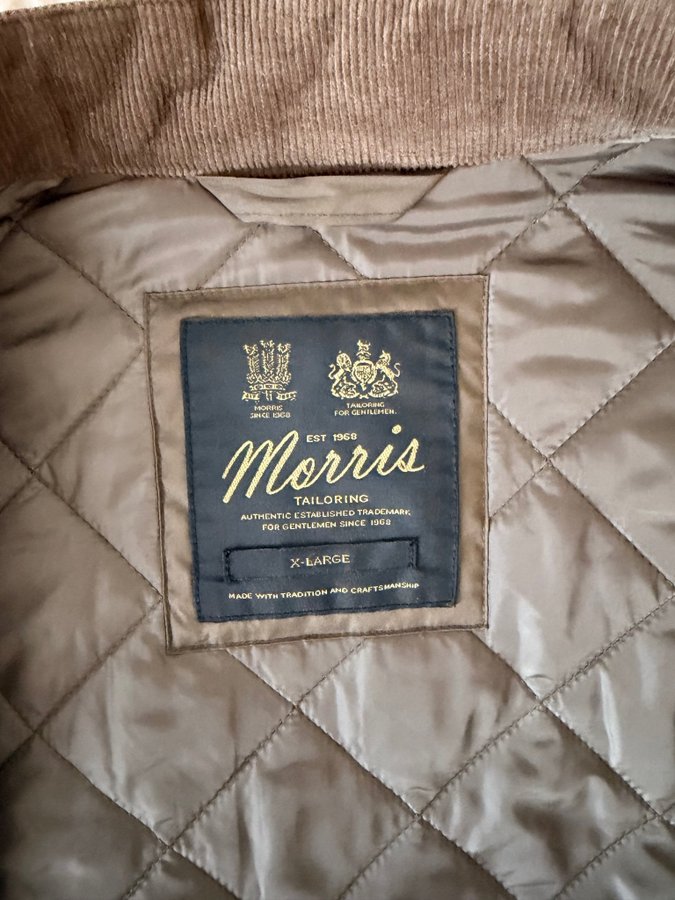 MORRIS
SINCE 1968
TAILORING
FOR GENTLEMEN.
EST 1968
Morris
TAILORING
AUTHENTIC ESTABLISHED TRADEMARK,
FOR GENTLEMEN SINCE 1968
X-LARGE
MADE WITH TRADITION AND CRAFTSMANSHIP